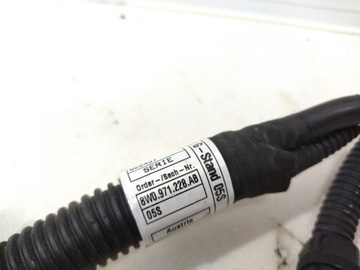 SERIE
Order-/Sach-Nr.
8W0.971.228.AB
05S
Austria
G-Stand 05S